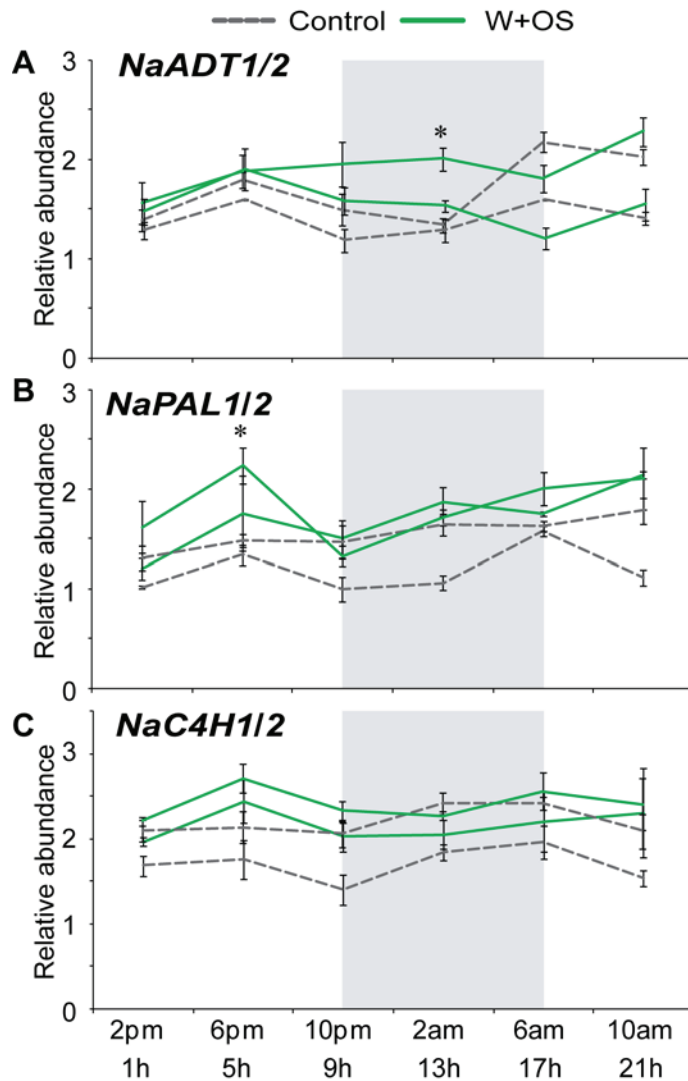 Control W+OS
A NaADT1/2
3
*
2
Relative abundance
1
0
B NaPAL1/2
3
*
2
Relative abundance
1
0
C NaC4H1/2
3
2
Relative abundance
1
0
2pm 6pm 10pm 2am 6am 10am
1h 5h 9h 13h 17h 21h